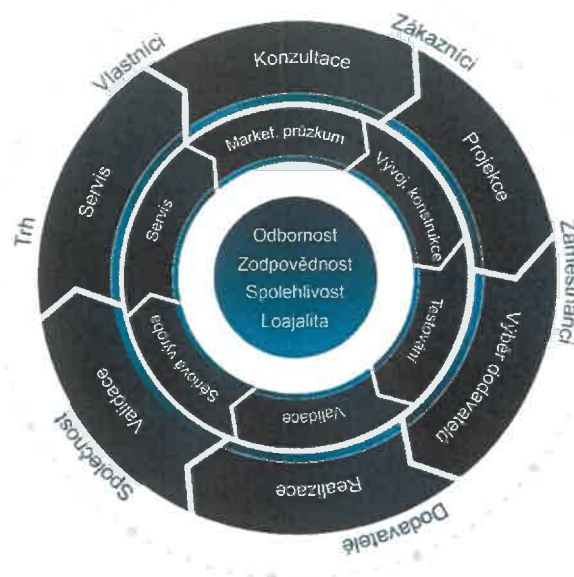 Vlastníci
Zákazníci
Zaměstnanci
Dodavatelé
Společnost
Trh
Konzultace
Projekce
Výběr dodavatelů
Realizace
Validace
Servis
Market. průzkum
Vývoj, konstrukce
Testování
Validace
Seriová výroba
Servis
Odbornost
Zodpovědnost
Spolehlivost
Loajalita